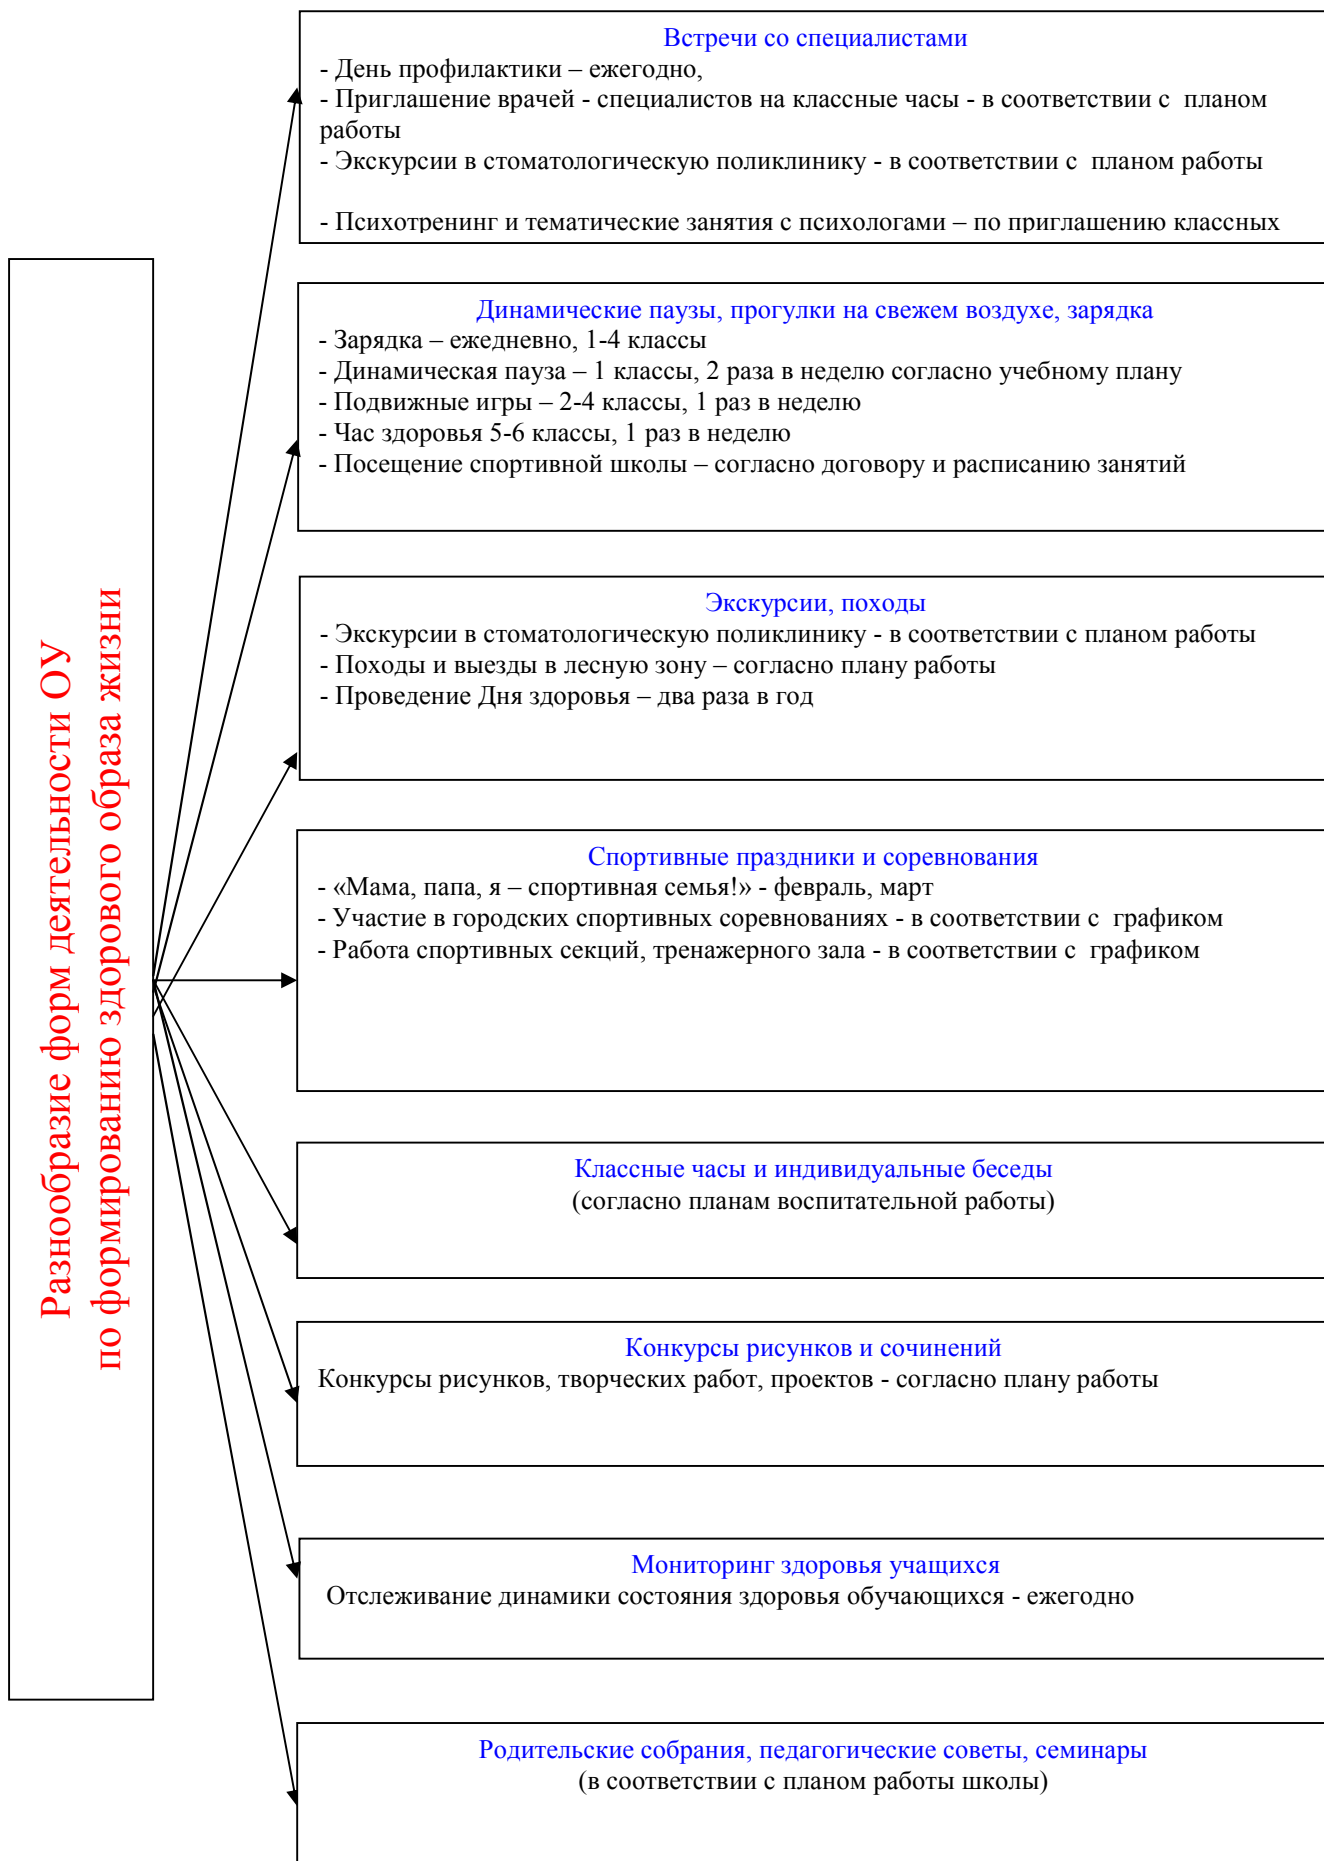 Встречи со специалистами
- День профилактики – ежегодно,
- Приглашение врачей - специалистов на классные часы - в соответствии с планом
работы
- Экскурсии в стоматологическую поликлинику - в соответствии с планом работы
- Психотренинг и тематические занятия с психологами – по приглашению классных
Разнообразие форм деятельности ОУ
по формированию здорового образа жизни
Динамические паузы, прогулки на свежем воздухе, зарядка
- Зарядка – ежедневно, 1-4 классы
- Динамическая пауза – 1 классы, 2 раза в неделю согласно учебному плану
- Подвижные игры – 2-4 классы, 1 раз в неделю
- Час здоровья 5-6 классы, 1 раз в неделю
- Посещение спортивной школы – согласно договору и расписанию занятий
Экскурсии, походы
- Экскурсии в стоматологическую поликлинику - в соответствии с планом работы
- Походы и выезды в лесную зону – согласно плану работы
- Проведение Дня здоровья – два раза в год
Спортивные праздники и соревнования
- «Мама, папа, я – спортивная семья!» - февраль, март
- Участие в городских спортивных соревнованиях - в соответствии с графиком
- Работа спортивных секций, тренажерного зала - в соответствии с графиком
Классные часы и индивидуальные беседы
(согласно планам воспитательной работы)
Конкурсы рисунков и сочинений
Конкурсы рисунков, творческих работ, проектов - согласно плану работы
Мониторинг здоровья учащихся
Отслеживание динамики состояния здоровья обучающихся - ежегодно
Родительские собрания, педагогические советы, семинары
(в соответствии с планом работы школы)